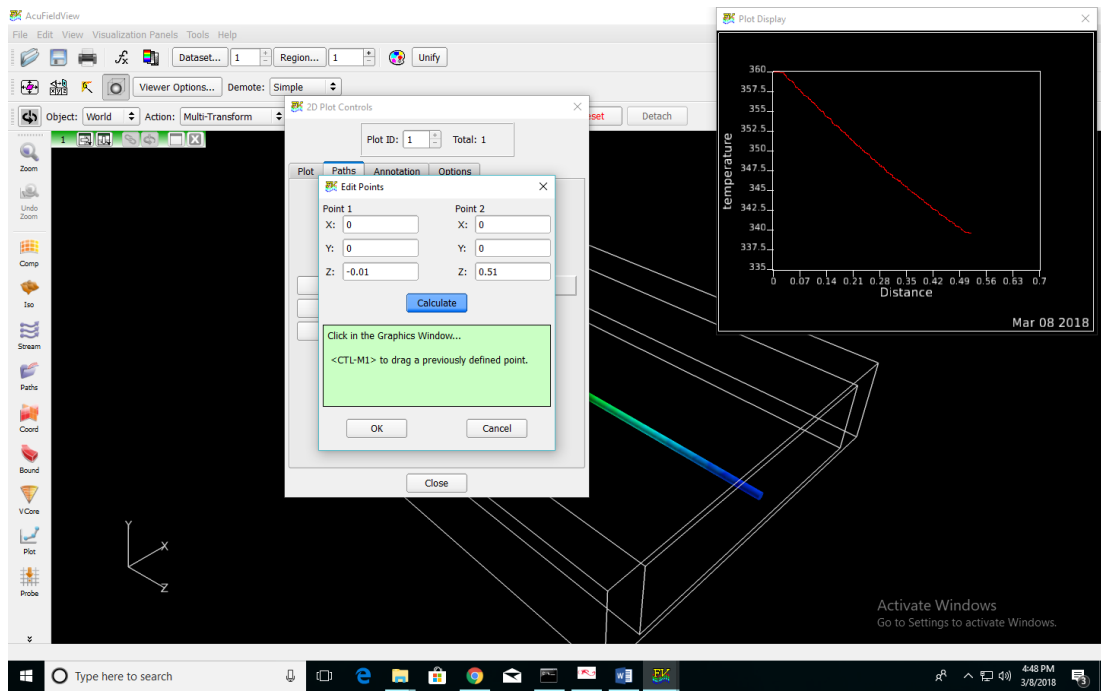 AcuFieldView
File Edit View Visualization Panels Tools Help
Dataset... 1 Region... 1 Unify
Viewer Options... Demote: Simple
Object: World Action: Multi-Transform Detach
1
Zoom
Undo
Zoom
Comp
Iso
Stream
Paths
Coord
Bound
VCore
Plot
Probe
2D Plot Controls
Plot ID: 1 Total: 1
Plot Paths Annotation Options
Edit Points
Point 1 Point 2
X: 0 X: 0
Y: 0 Y: 0
Z: -0.01 Z: 0.51
Calculate
Click in the Graphics Window...
<CTL-M1> to drag a previously defined point.
OK Cancel
Close
Plot Display
360
357.5
355
352.5
350
347.5
345
342.5
340
337.5
335
temperature
0 0.07 0.14 0.21 0.28 0.35 0.42 0.49 0.56 0.63 0.7
Distance
Mar 08 2018
Y
X
Z
Activate Windows
Go to Settings to activate Windows.
Type here to search
4:48 PM
3/8/2018
3